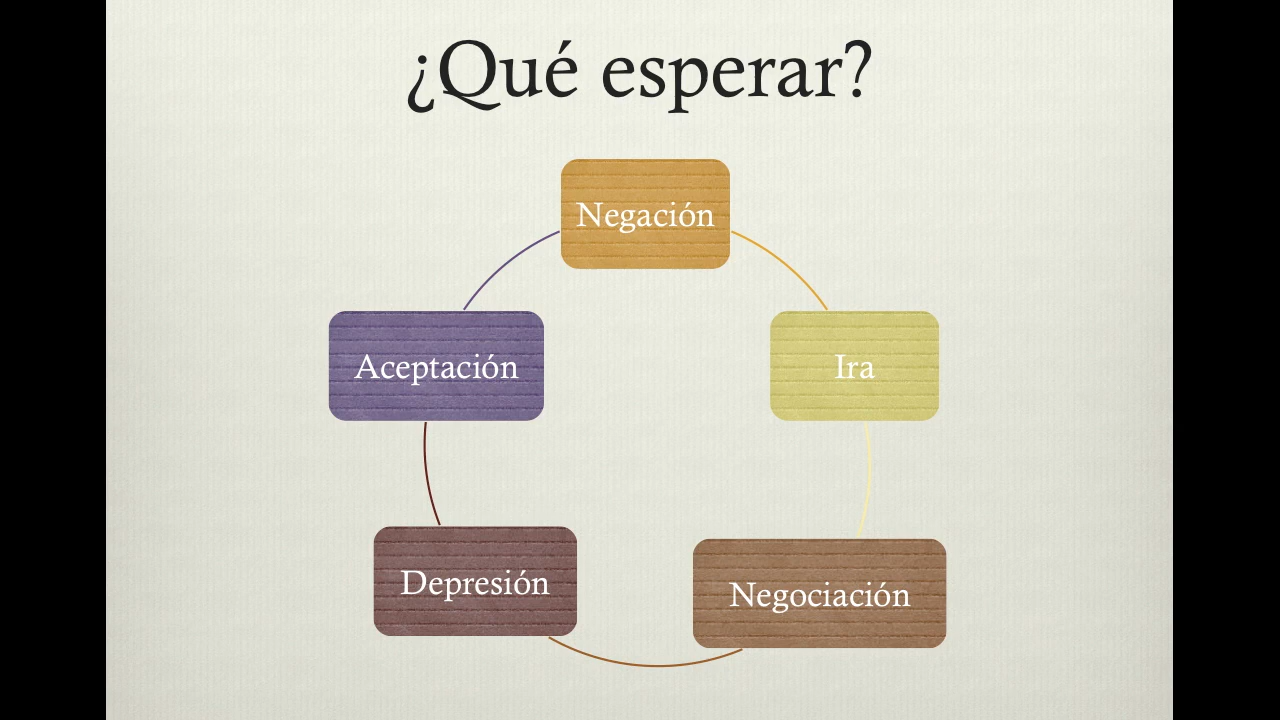 ¿Qué esperar?
Negación
Ira
Negociación
Depresión
Aceptación